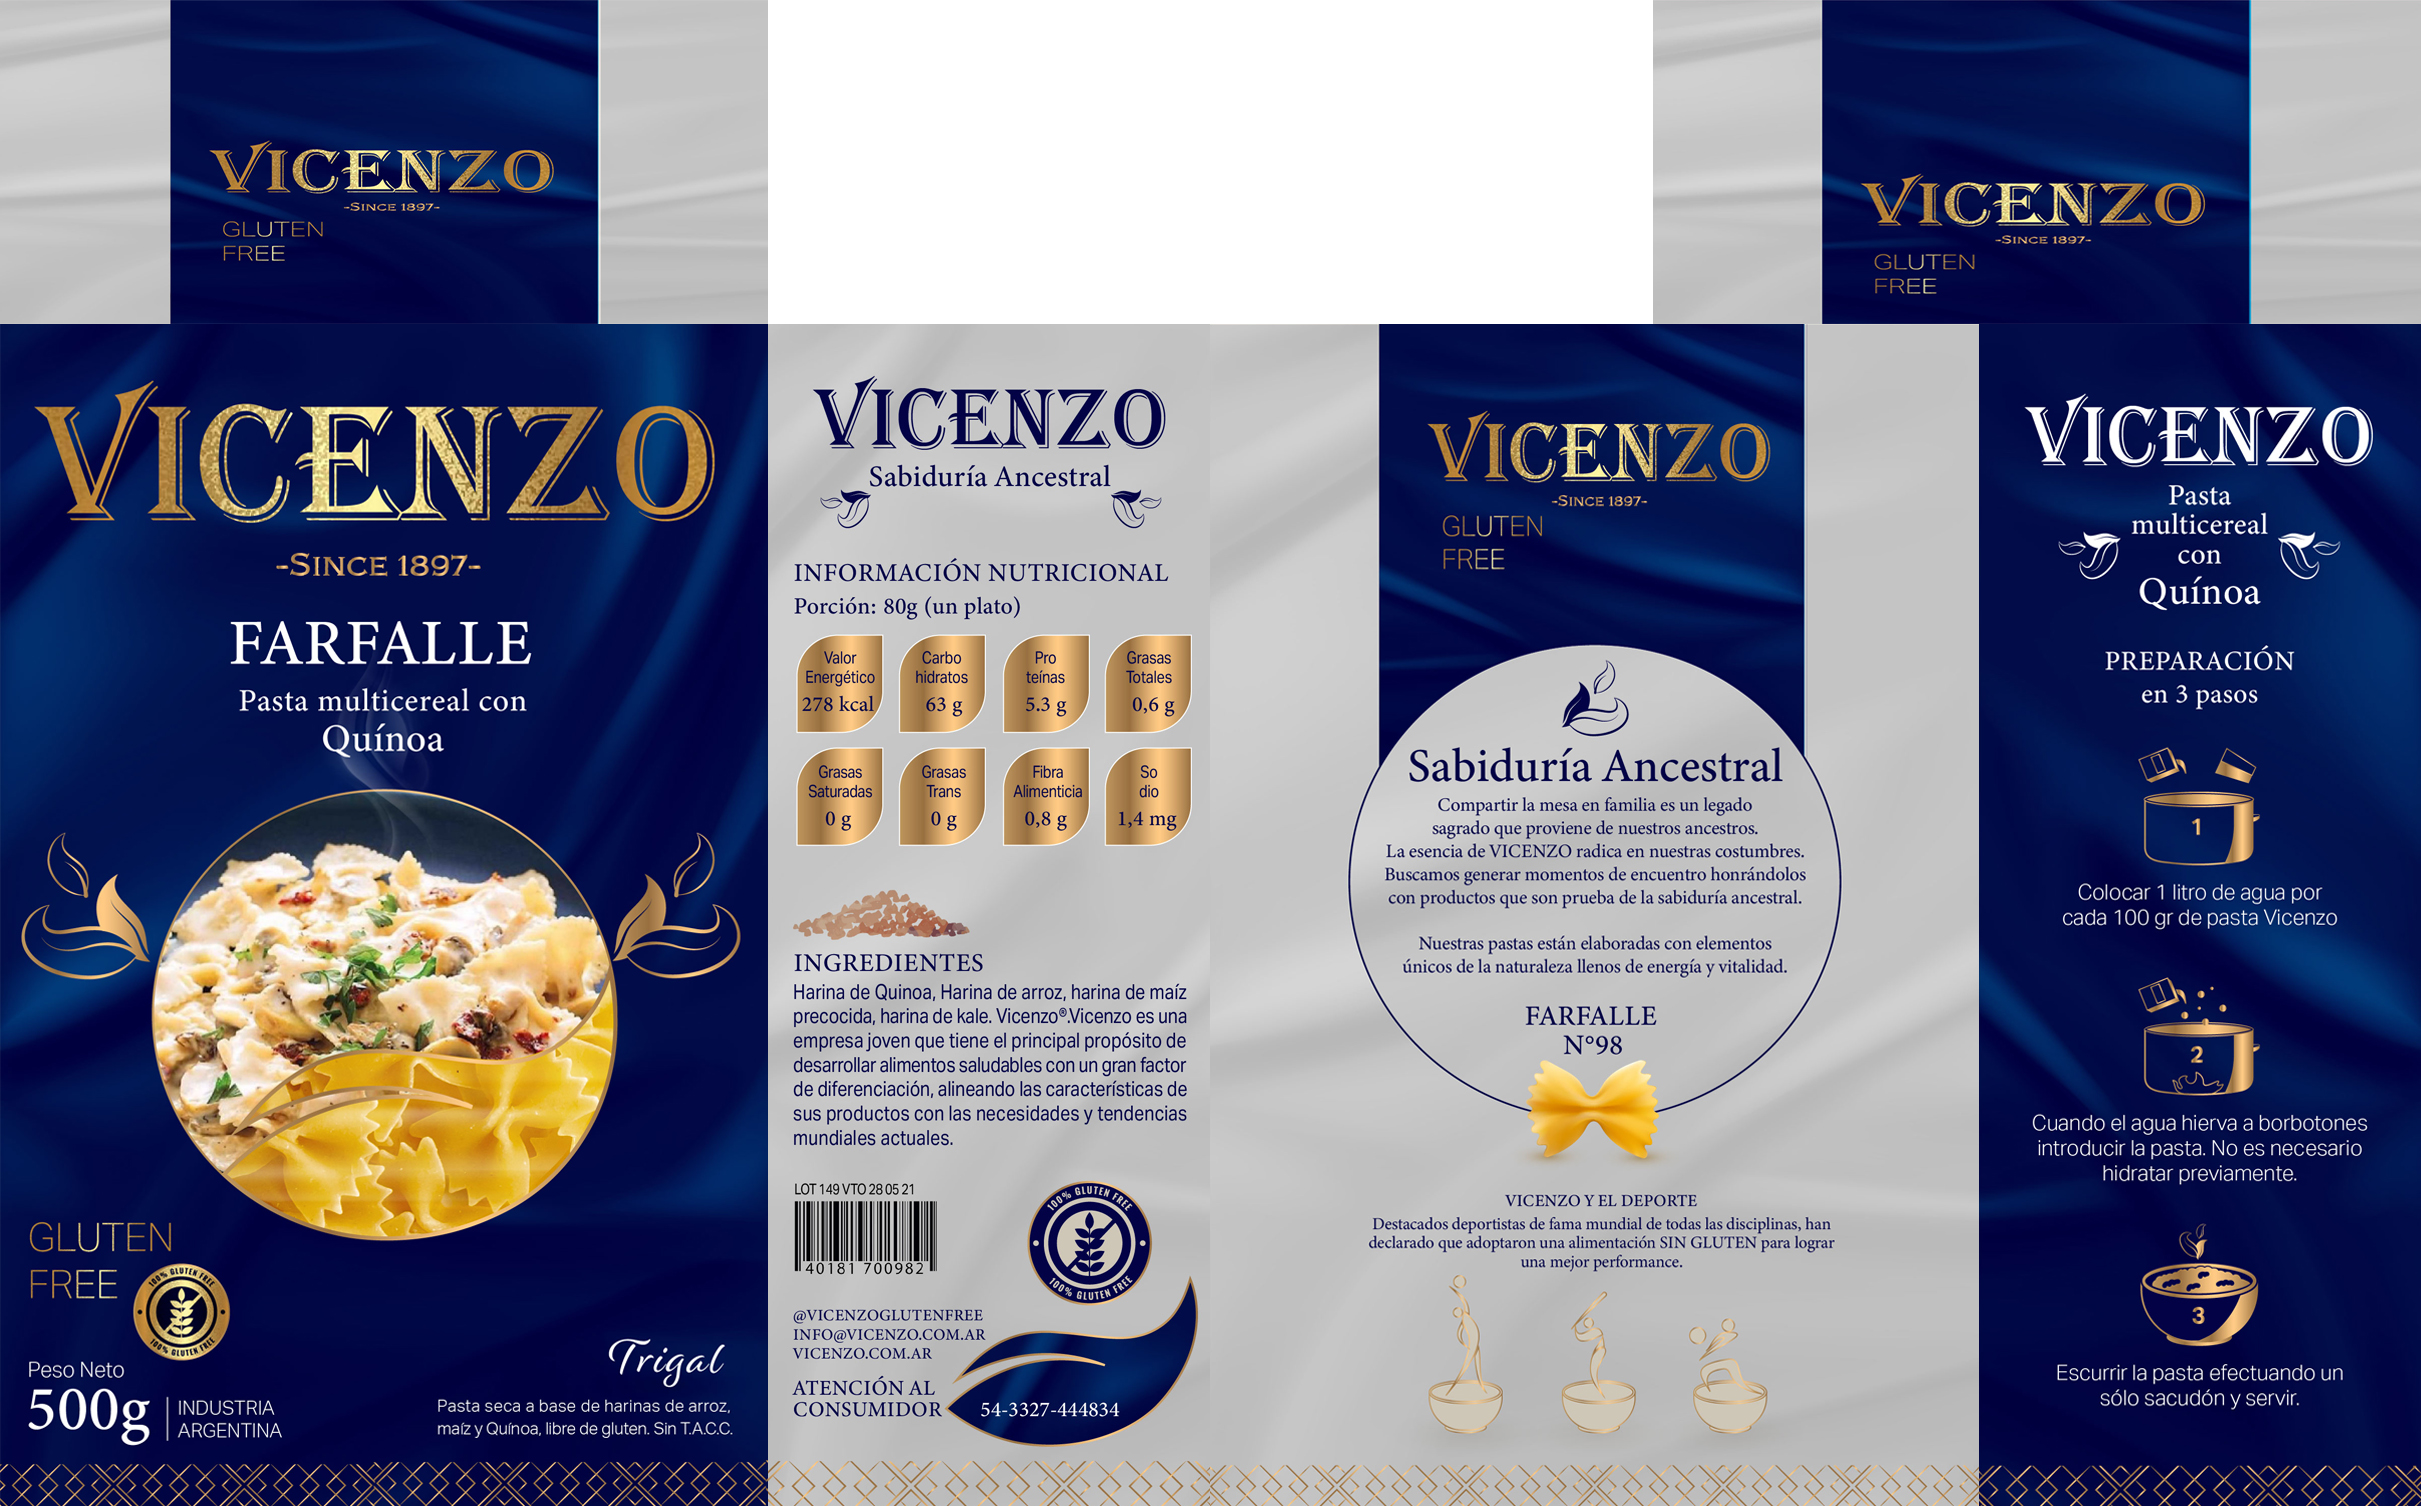 VICENZO
-SINCE 1897-
GLUTEN
FREE
VICENZO
-SINCE 1897-
GLUTEN
FREE
VICENZO
-SINCE 1897-
FARFALLE
Pasta multicereal con
Quínoa
GLUTEN
FREE
100% GLUTEN FREE
100% GLUTEN FREE
Peso Neto
500g
INDUSTRIA
ARGENTINA
Trigal
Pasta seca a base de harinas de arroz,
maíz y Quínoa, libre de gluten. Sin T.A.C.C.
VICENZO
Sabiduría Ancestral
INFORMACIÓN NUTRICIONAL
Porción: 80g (un plato)
Valor
Energético
278 kcal
Carbo
hidratos
63 g
Pro
teínas
5.3 g
Grasas
Totales
0,6 g
Grasas
Saturadas
0 g
Grasas
Trans
0 g
Fibra
Alimenticia
0,8 g
So
dio
1,4 mg
INGREDIENTES
Harina de Quinoa, Harina de arroz, harina de maíz
precocida, harina de kale. Vicenzo®.Vicenzo es una
empresa joven que tiene el principal propósito de
desarrollar alimentos saludables con un gran factor
de diferenciación, alineando las características de
sus productos con las necesidades y tendencias
mundiales actuales.
LOT 149 VTO 28 05 21
40181 700982
100% GLUTEN FREE
100% GLUTEN FREE
@VICENZOGLUTENFREE
INFO@VICENZO.COM.AR
VICENZO.COM.AR
ATENCIÓN AL
CONSUMIDOR
54-3327-444834
VICENZO
-SINCE 1897-
GLUTEN
FREE
Sabiduría Ancestral
Compartir la mesa en familia es un legado
sagrado que proviene de nuestros ancestros.
La esencia de VICENZO radica en nuestras costumbres.
Buscamos generar momentos de encuentro honrándolos
con productos que son prueba de la sabiduría ancestral.
Nuestras pastas están elaboradas con elementos
únicos de la naturaleza llenos de energía y vitalidad.
FARFALLE
N°98
VICENZO Y EL DEPORTE
Destacados deportistas de fama mundial de todas las disciplinas, han
declarado que adoptaron una alimentación SIN GLUTEN para lograr
una mejor performance.
VICENZO
Pasta
multicereal
con
Quínoa
PREPARACIÓN
en 3 pasos
1
Colocar 1 litro de agua por
cada 100 gr de pasta Vicenzo
2
Cuando el agua hierva a borbotones
introducir la pasta. No es necesario
hidratar previamente.
3
Escurrir la pasta efectuando un
sólo sacudón y servir.